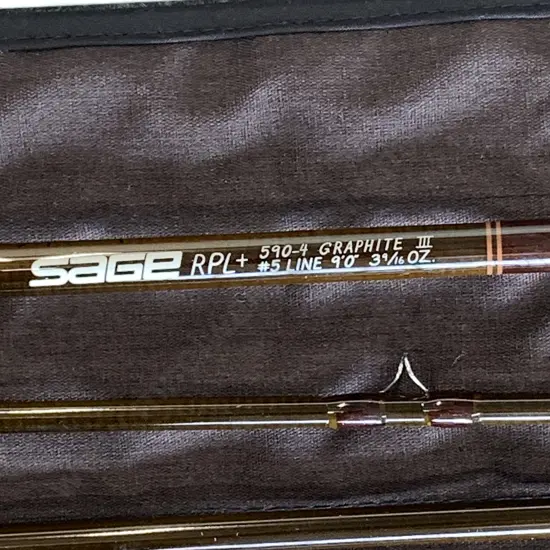 SAGE RPL+ 590-4 GRAPHITE III
#5 LINE 9'0" 3 9/16 OZ.